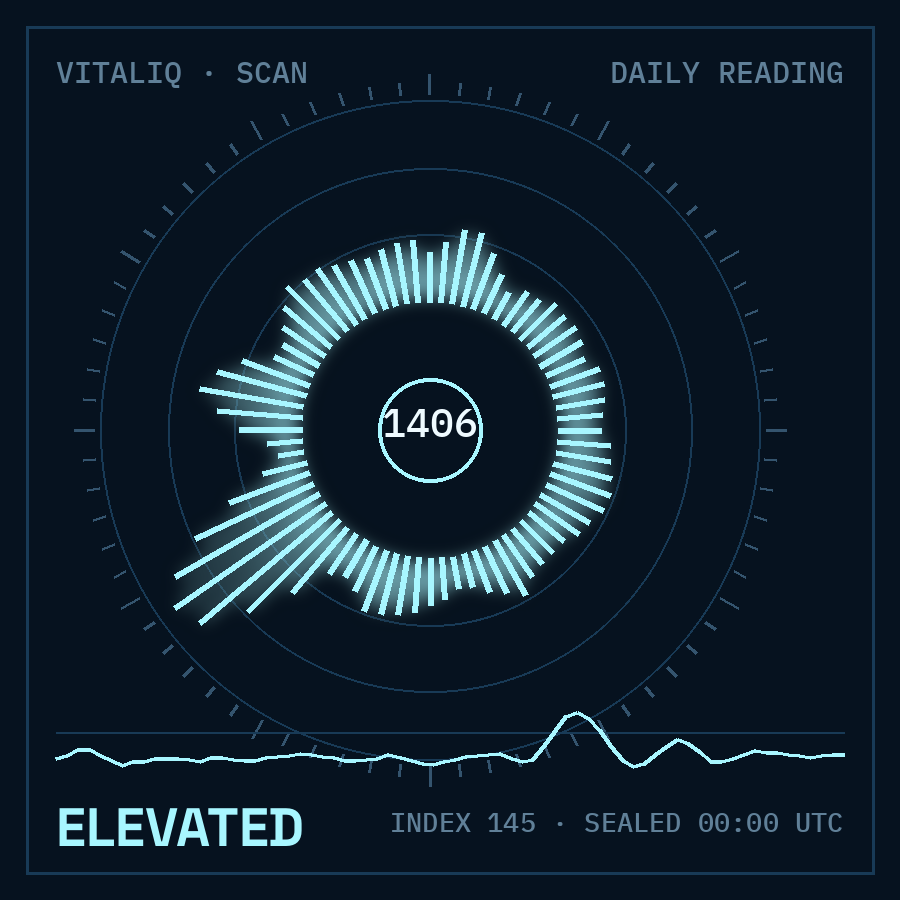 VITALIQ · SCAN
DAILY READING
1406
ELEVATED
INDEX 145 · SEALED 00:00 UTC